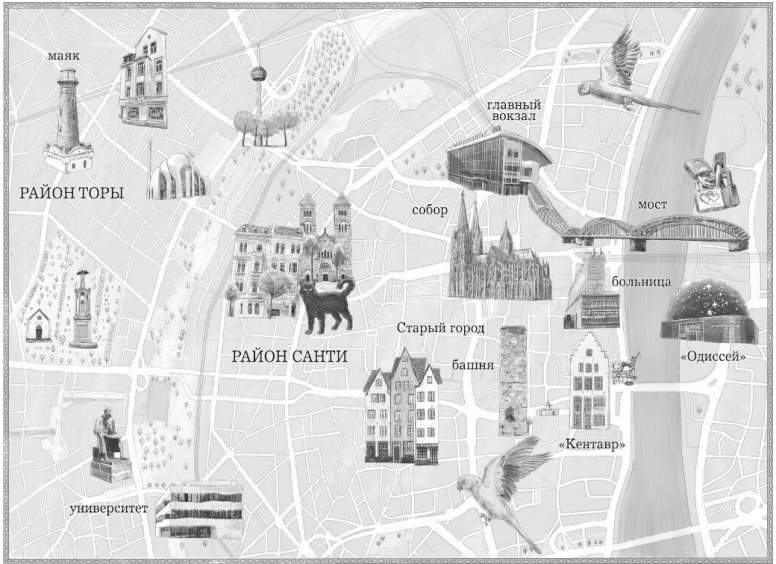 маяк
главный
вокзал
РАЙОН ТОРЫ
собор
мост
больница
Старый город
РАЙОН САНТИ
башня
«Одиссей»
«Кентавр»
университет